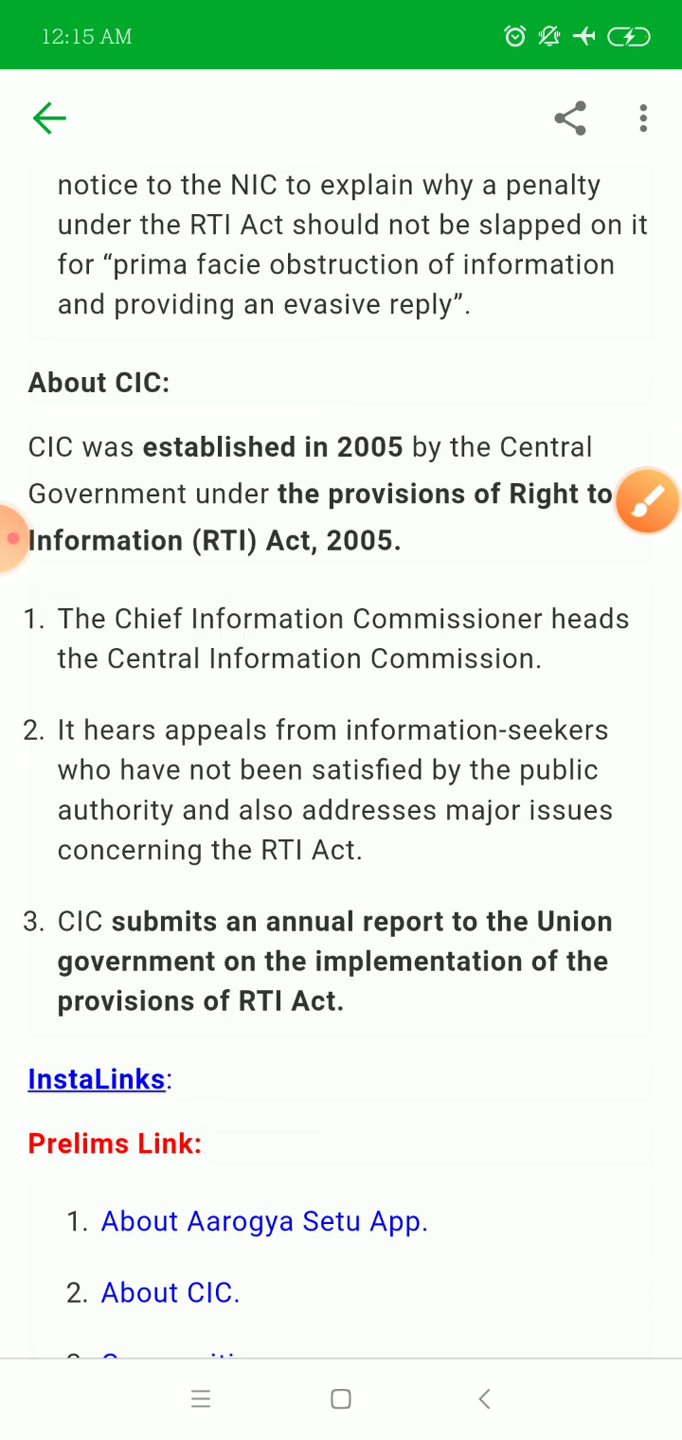 12:15 AM
notice to the NIC to explain why a penalty
under the RTI Act should not be slapped on it
for “prima facie obstruction of information
and providing an evasive reply”.
About CIC:
CIC was established in 2005 by the Central
Government under the provisions of Right to
Information (RTI) Act, 2005.
1. The Chief Information Commissioner heads
the Central Information Commission.
2. It hears appeals from information-seekers
who have not been satisfied by the public
authority and also addresses major issues
concerning the RTI Act.
3. CIC submits an annual report to the Union
government on the implementation of the
provisions of RTI Act.
InstaLinks:
Prelims Link:
1. About Aarogya Setu App.
2. About CIC.